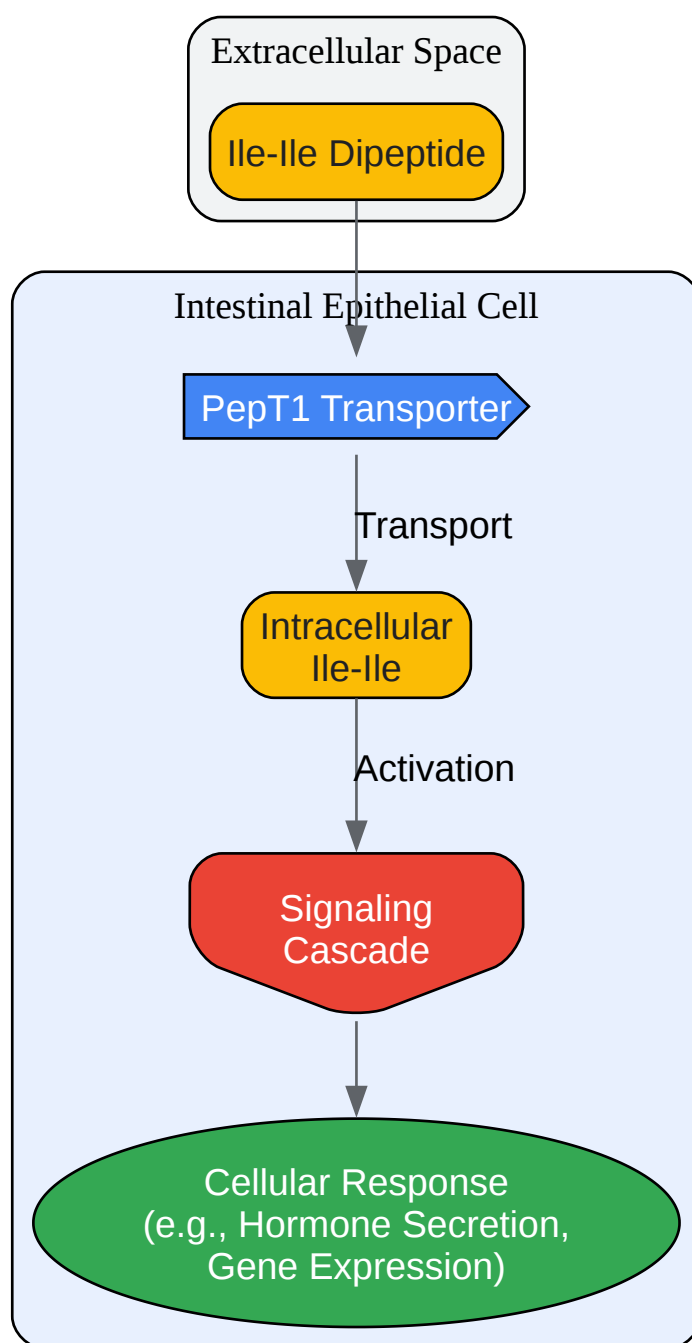 Extracellular Space
Ile-Ile Dipeptide
Intestinal Epithelial Cell
PepT1 Transporter
Transport
Intracellular
Ile-Ile
Activation
Signaling
Cascade
Cellular Response
(e.g., Hormone Secretion,
Gene Expression)